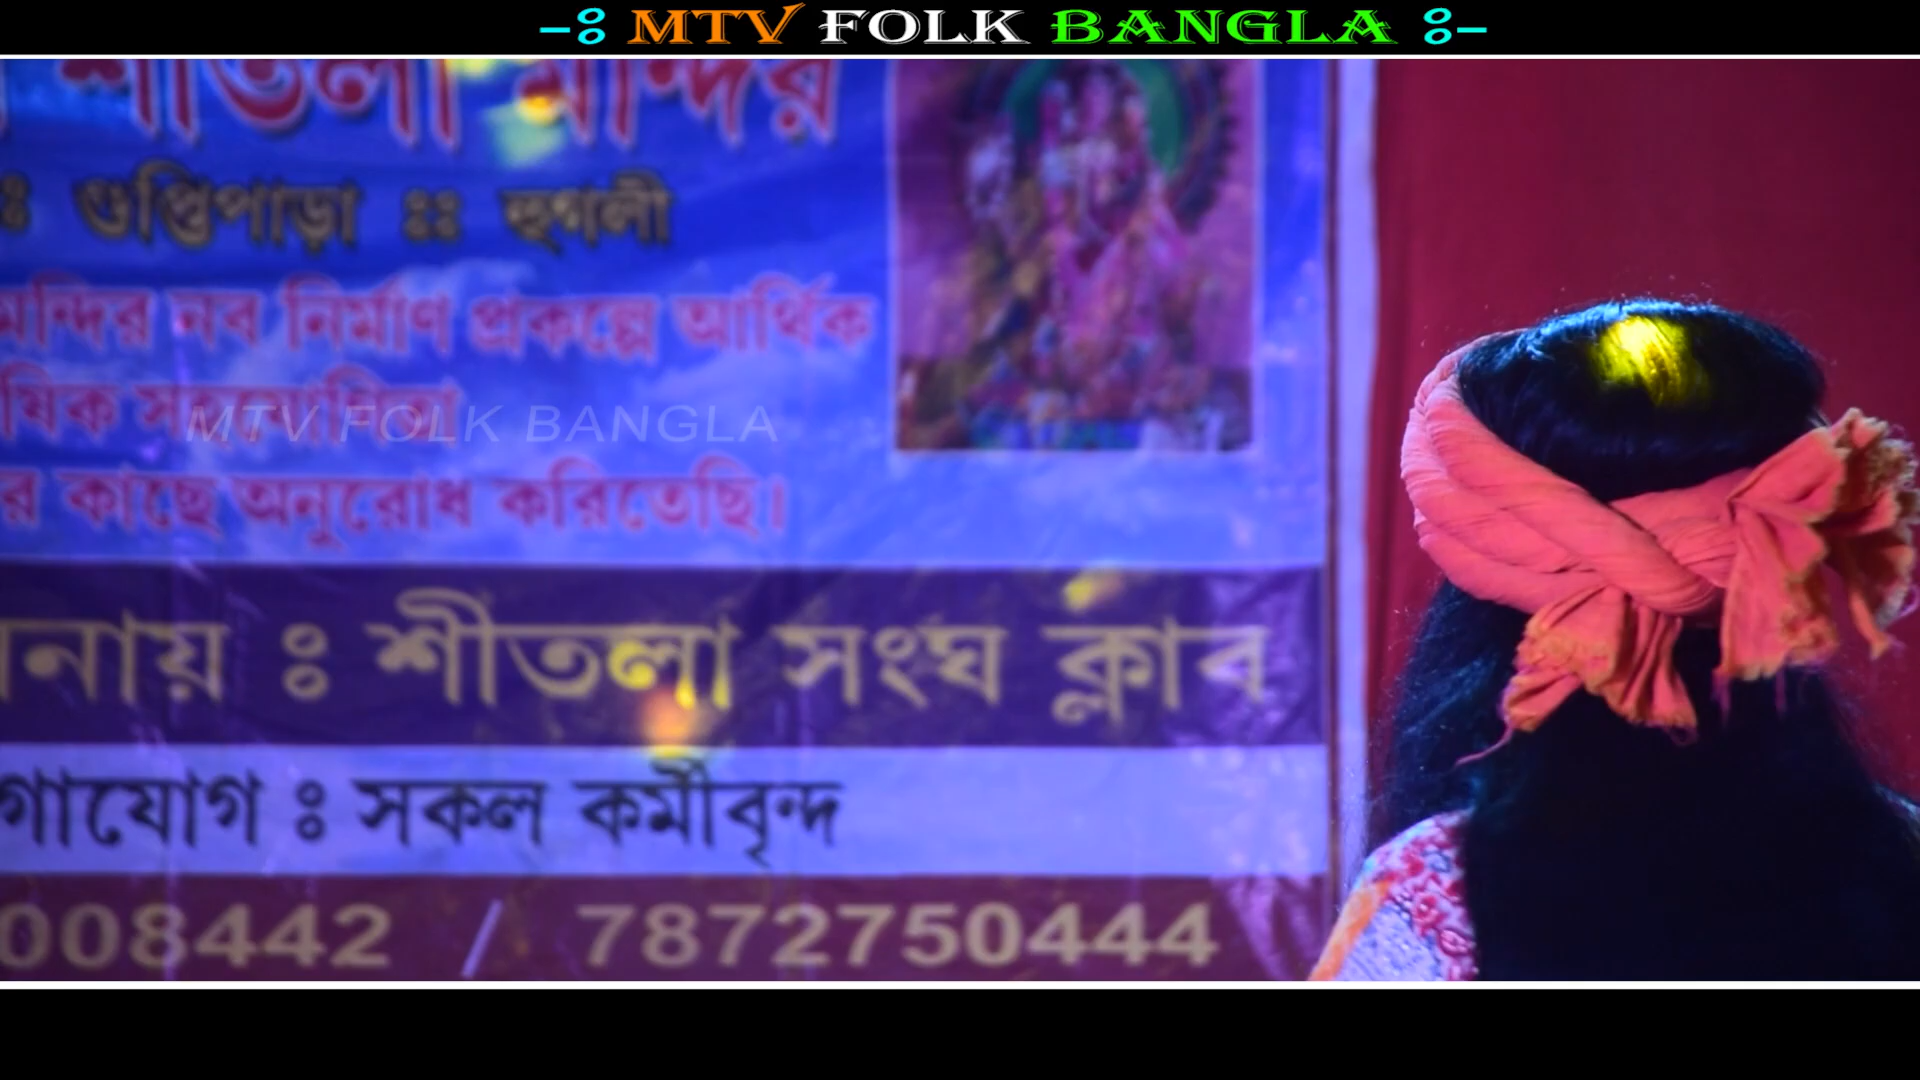 -ঃ MTV FOLK BANGLA ঃ-
শীতলা মন্দির
ঃ গুপ্তিপাড়া ঃঃ হুগলী
মন্দির নব নির্মাণ প্রকল্পে আর্থিক
সহযোগিতা
MTV FOLK BANGLA
র কাছে অনুরোধ করিতেছি।
নায় ঃ শীতলা সংঘ ক্লাব
গাযোগ ঃ সকল কর্মীবৃন্দ
008442 / 7872750444